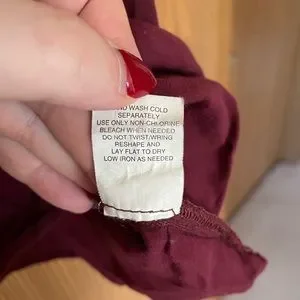 AND WASH COLD
SEPARATELY
USE ONLY NON-CHLORINE
BLEACH WHEN NEEDED
DO NOT TWIST/WRING
RESHAPE AND
LAY FLAT TO DRY
LOW IRON AS NEEDED